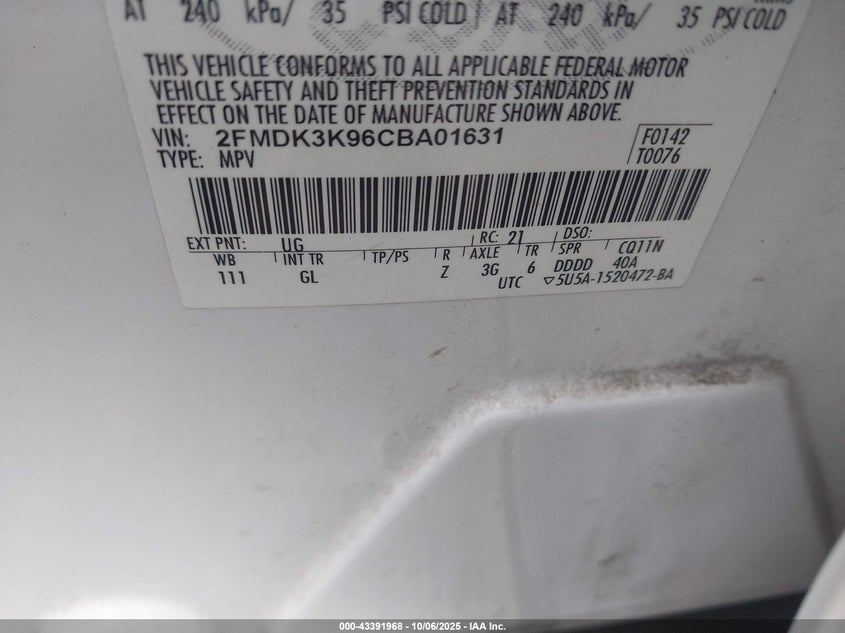 AT 240 kPa/ 35 PSI COLD AT 240 kPa/ 35 PSI COLD
THIS VEHICLE CONFORMS TO ALL APPLICABLE FEDERAL MOTOR
VEHICLE SAFETY AND THEFT PREVENTION STANDARDS IN
EFFECT ON THE DATE OF MANUFACTURE SHOWN ABOVE.
VIN: 2FMDK3K96CBA01631 F0142
TYPE: MPV T0076
EXT PNT: UG RC: 21 DSO:
WB INT TR TP/PS R AXLE TR SPR CQ11N
111 GL Z 3G 6 DDDD 40A
UTC ▽5U5A-1520472-BA
000-43391968 - 10/06/2025 - IAA Inc.